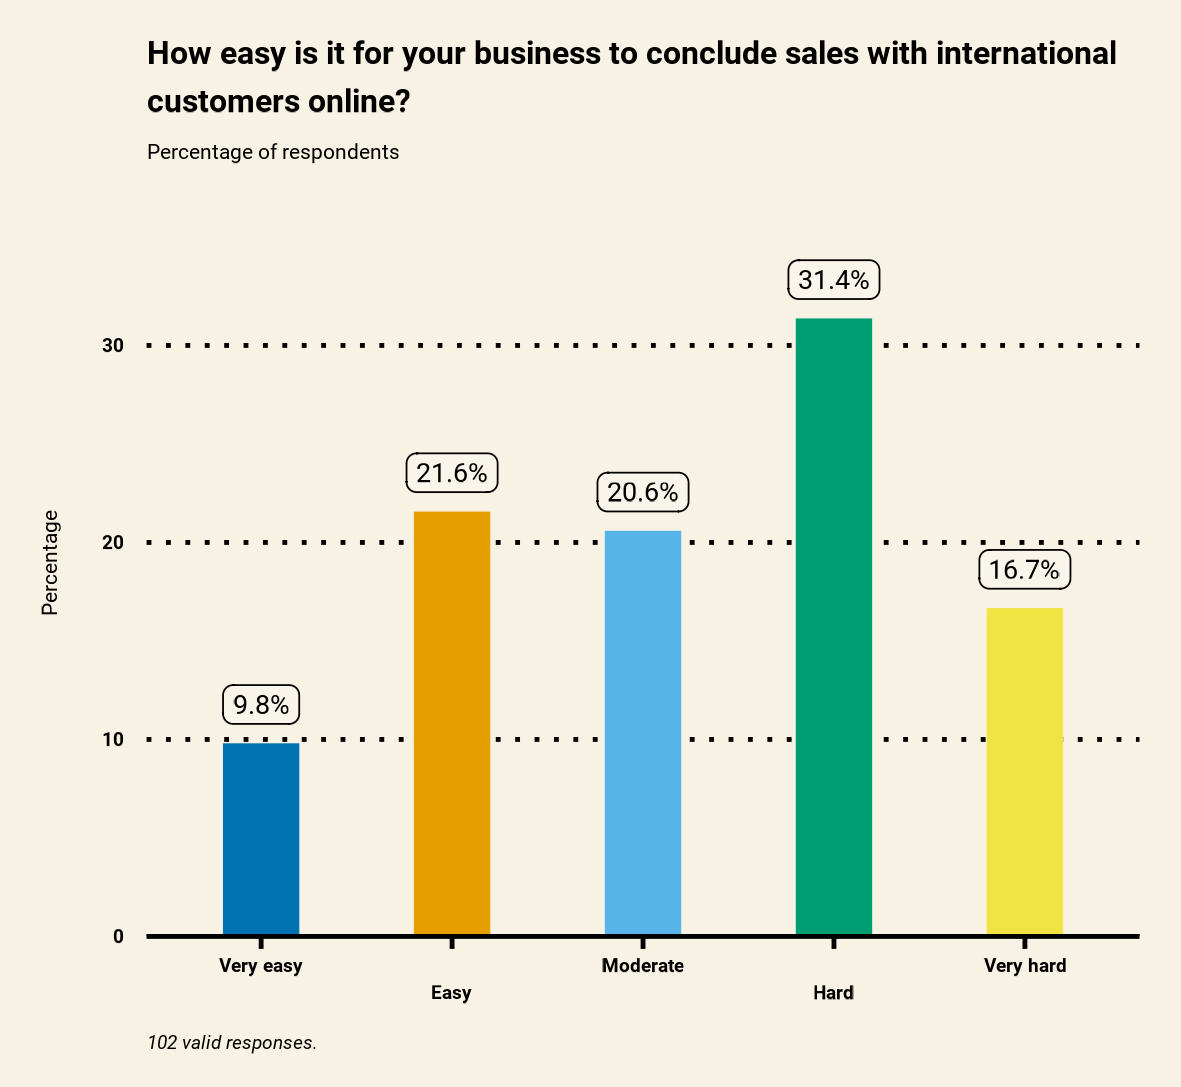 How easy is it for your business to conclude sales with international
customers online?
Percentage of respondents
31.4%
30
21.6%
20.6%
20
16.7%
Percentage
9.8%
10
0
Very easy
Moderate
Very hard
Easy
Hard
102 valid responses.